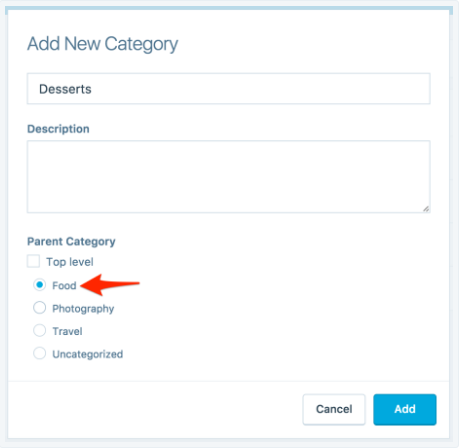 Add New Category
Desserts
Description
Parent Category
Top level
Food
Photography
Travel
Uncategorized
Cancel Add